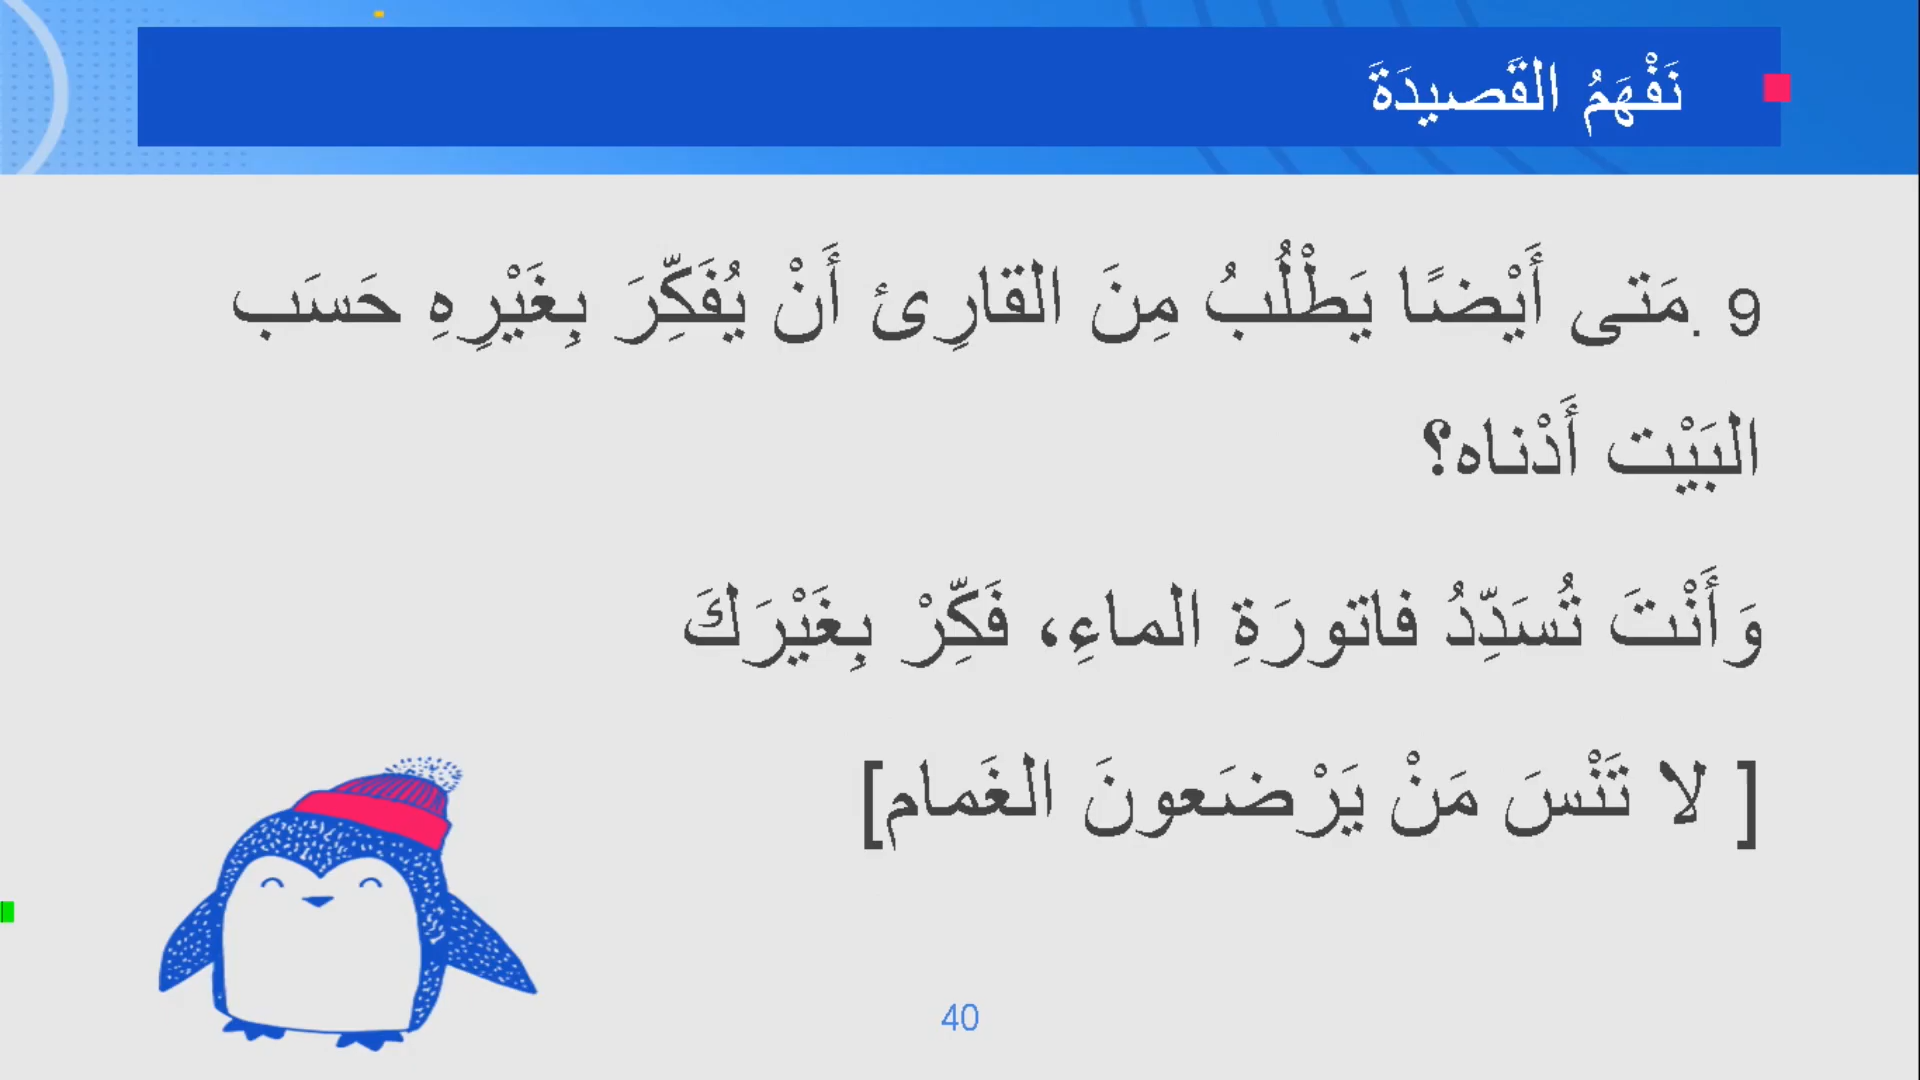 نَفْهَمُ القَصيدَةَ
9 .مَتى أَيْضًا يَطْلُبُ مِنَ القارِئ أَنْ يُفَكِّرَ بِغَيْرِهِ حَسَب
البَيْت أَدْناه؟
وَأَنْتَ تُسَدِّدُ فاتورَةِ الماءِ، فَكِّرْ بِغَيْرَكَ
[ لا تَنْسَ مَنْ يَرْضَعونَ الغَمام]
40